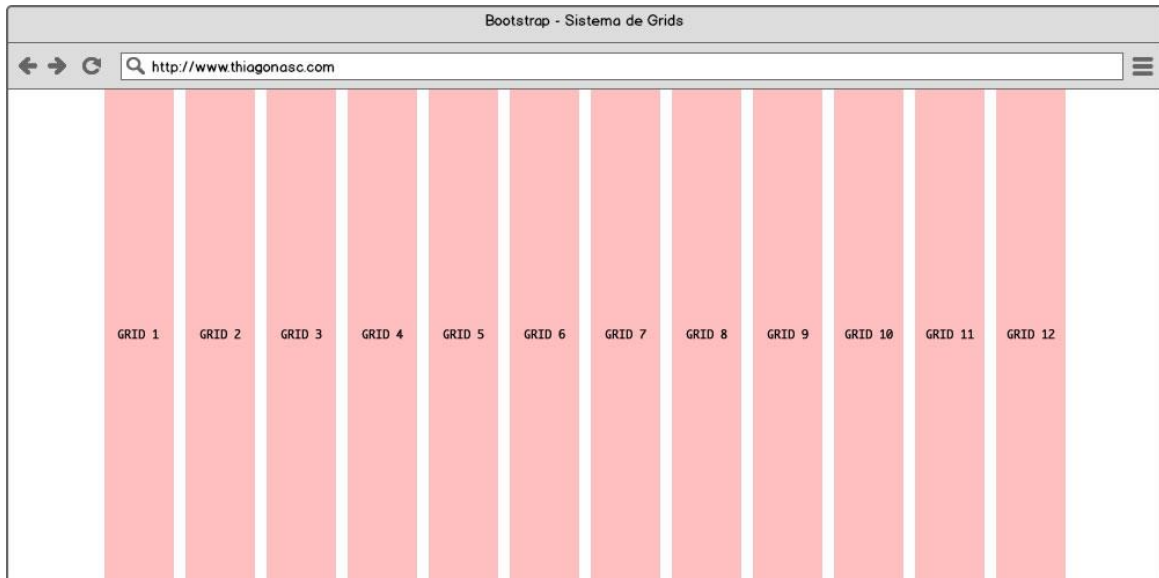 Bootstrap - Sistema de Grids
http://www.thiagonasc.com
GRID 1 GRID 2 GRID 3 GRID 4 GRID 5 GRID 6 GRID 7 GRID 8 GRID 9 GRID 10 GRID 11 GRID 12